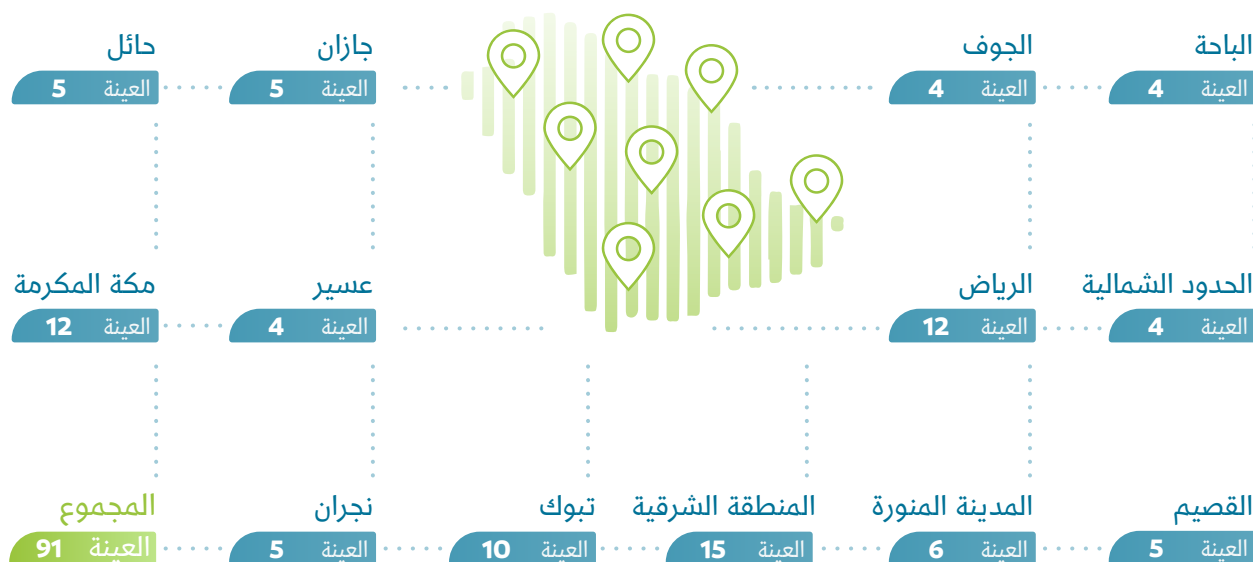 الباحة
العينة 4
الجوف
العينة 4
جازان
العينة 5
حائل
العينة 5
الحدود الشمالية
العينة 4
الرياض
العينة 12
عسير
العينة 4
مكة المكرمة
العينة 12
القصيم
العينة 5
المدينة المنورة
العينة 6
المنطقة الشرقية
العينة 15
تبوك
العينة 10
نجران
العينة 5
المجموع
العينة 91